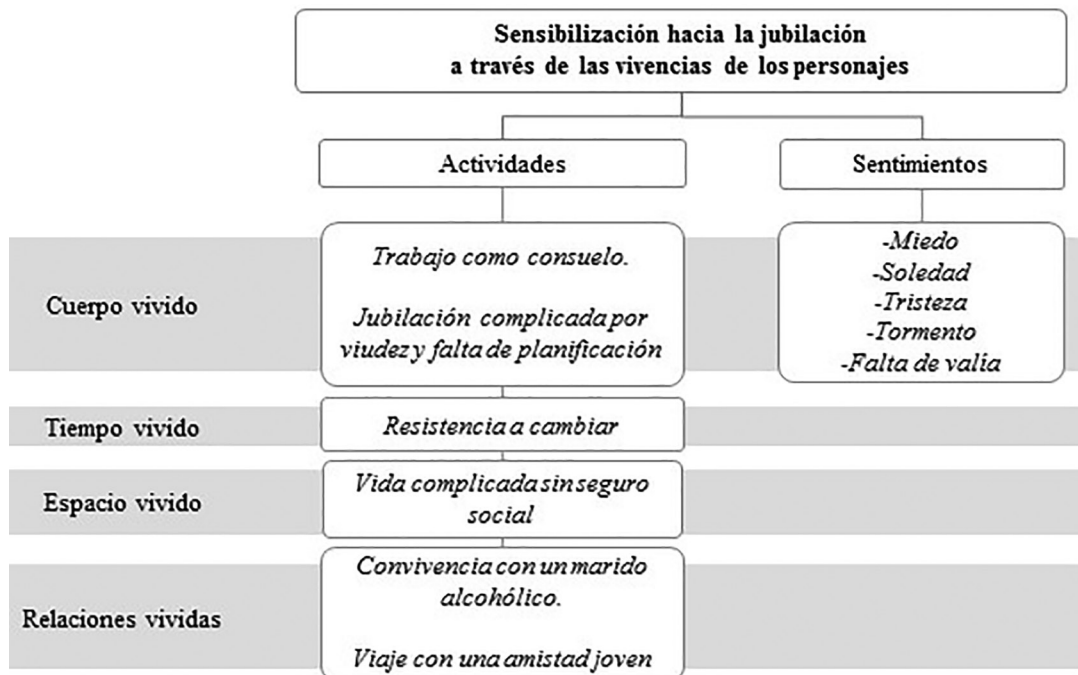 Sensibilización hacia la jubilación
a través de las vivencias de los personajes
Actividades
Sentimientos
Cuerpo vivido
Trabajo como consuelo.
Jubilación complicada por
viudez y falta de planificación
-Miedo
-Soledad
-Tristeza
-Tormento
-Falta de valía
Tiempo vivido
Resistencia a cambiar
Espacio vivido
Vida complicada sin seguro
social
Relaciones vividas
Convivencia con un marido
alcohólico.
Viaje con una amistad joven